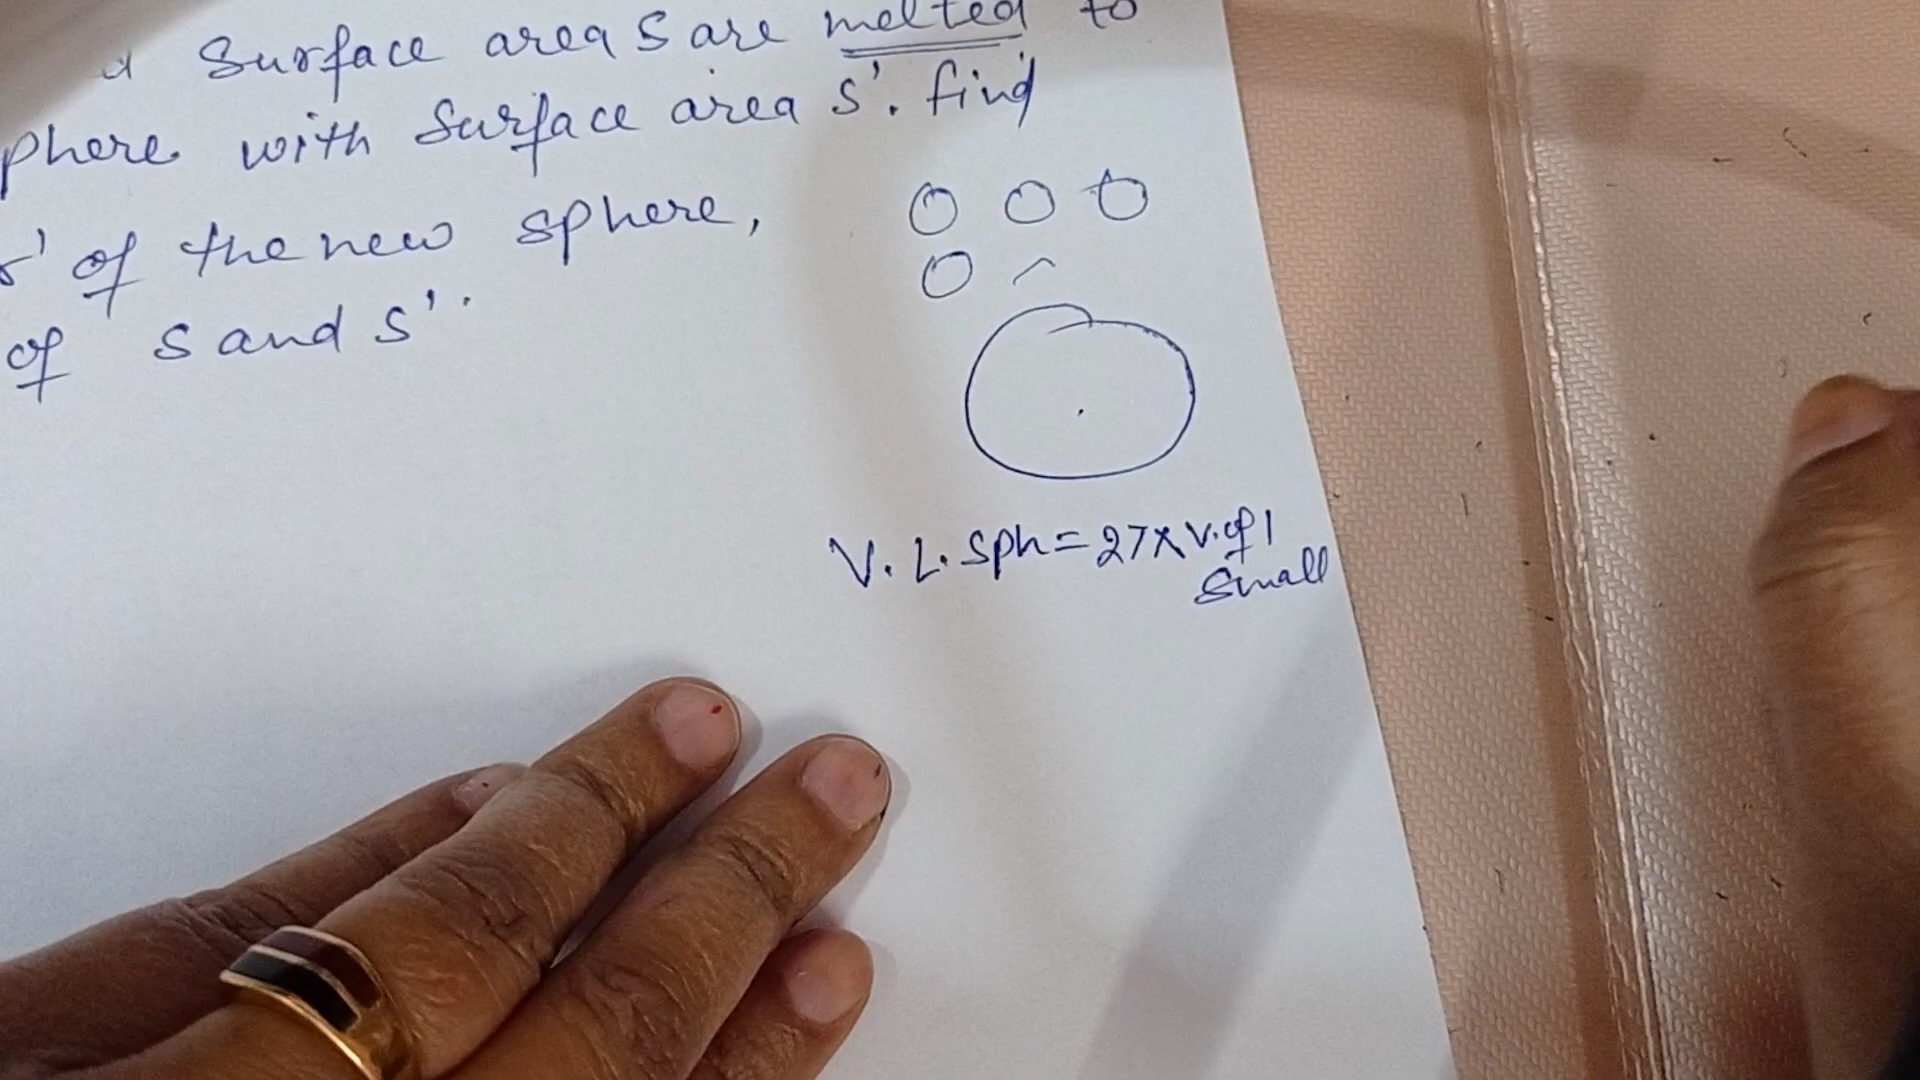 Surface area S are melted to
phere with Surface area S'. find
r' of the new sphere,
of S and S'.
V. L. Sph = 27 x V. of 1
Small